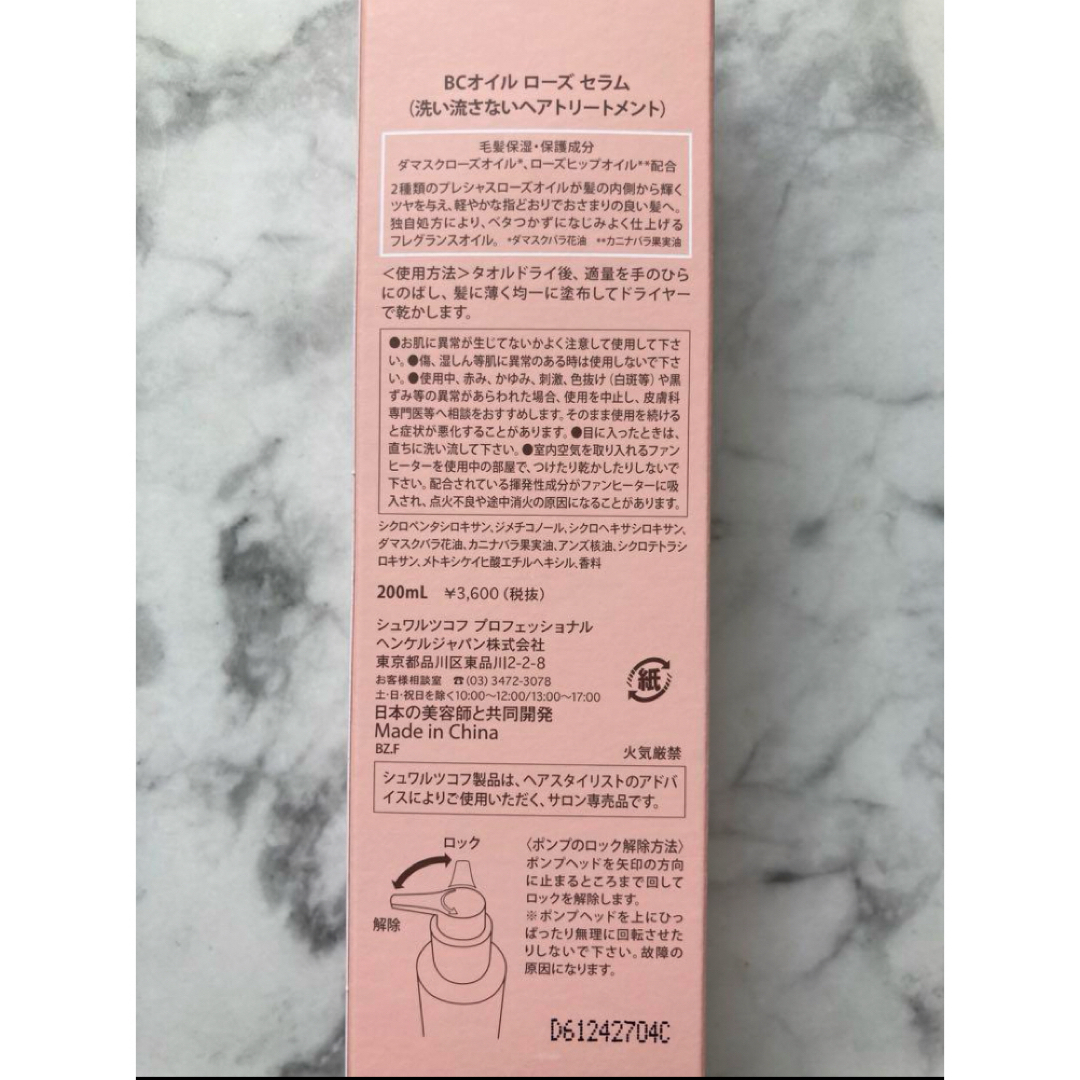 BCオイル ローズ セラム
(洗い流さないヘアトリートメント)
毛髪保湿・保護成分
ダマスクローズオイル*、ローズヒップオイル**配合
2種類のプレシャスローズオイルが髪の内側から輝く
ツヤを与え、軽やかな指どおりでおさまりの良い髪へ。
独自処方により、ベタつかずになじみよく仕上げる
フレグランスオイル。 *ダマスクバラ花油 **カニナバラ果実油
＜使用方法＞タオルドライ後、適量を手のひら
にのばし、髪に薄く均一に塗布してドライヤー
で乾かします。
●お肌に異常が生じてないかよく注意して使用して下さ
い。●傷、湿しん等肌に異常のある時は使用しないで下さ
い。●使用中、赤み、かゆみ、刺激、色抜け(白斑等)や黒
ずみ等の異常があらわれた場合、使用を中止し、皮膚科
専門医等へ相談をおすすめします。そのまま使用を続ける
と症状が悪化することがあります。●目に入ったときは、
直ちに洗い流して下さい。●室内空気を取り入れるファン
ヒーターを使用中の部屋で、つけたり乾かしたりしないで
下さい。配合されている揮発性成分がファンヒーターに吸
入され、点火不良や途中消火の原因になることがあります。
シクロペンタシロキサン、ジメチコノール、シクロヘキサシロキサン、
ダマスクバラ花油、カニナバラ果実油、アンズ核油、シクロテトラシ
ロキサン、メトキシケイヒ酸エチルヘキシル、香料
200mL ¥3,600(税抜)
シュワルツコフ プロフェッショナル
ヘンケルジャパン株式会社
東京都品川区東品川2-2-8
お客様相談室 ☎(03) 3472-3078
土・日・祝日を除く10:00～12:00/13:00～17:00
紙
日本の美容師と共同開発
Made in China
BZ.F
火気厳禁
シュワルツコフ製品は、ヘアスタイリストのアドバ
イスによりご使用いただく、サロン専売品です。
ロック
解除
〈ポンプのロック解除方法〉
ポンプヘッドを矢印の方向
に止まるところまで回して
ロックを解除します。
※ポンプヘッドを上にひっ
ぱったり無理に回転させた
りしないで下さい。故障の
原因になります。
D61242704C